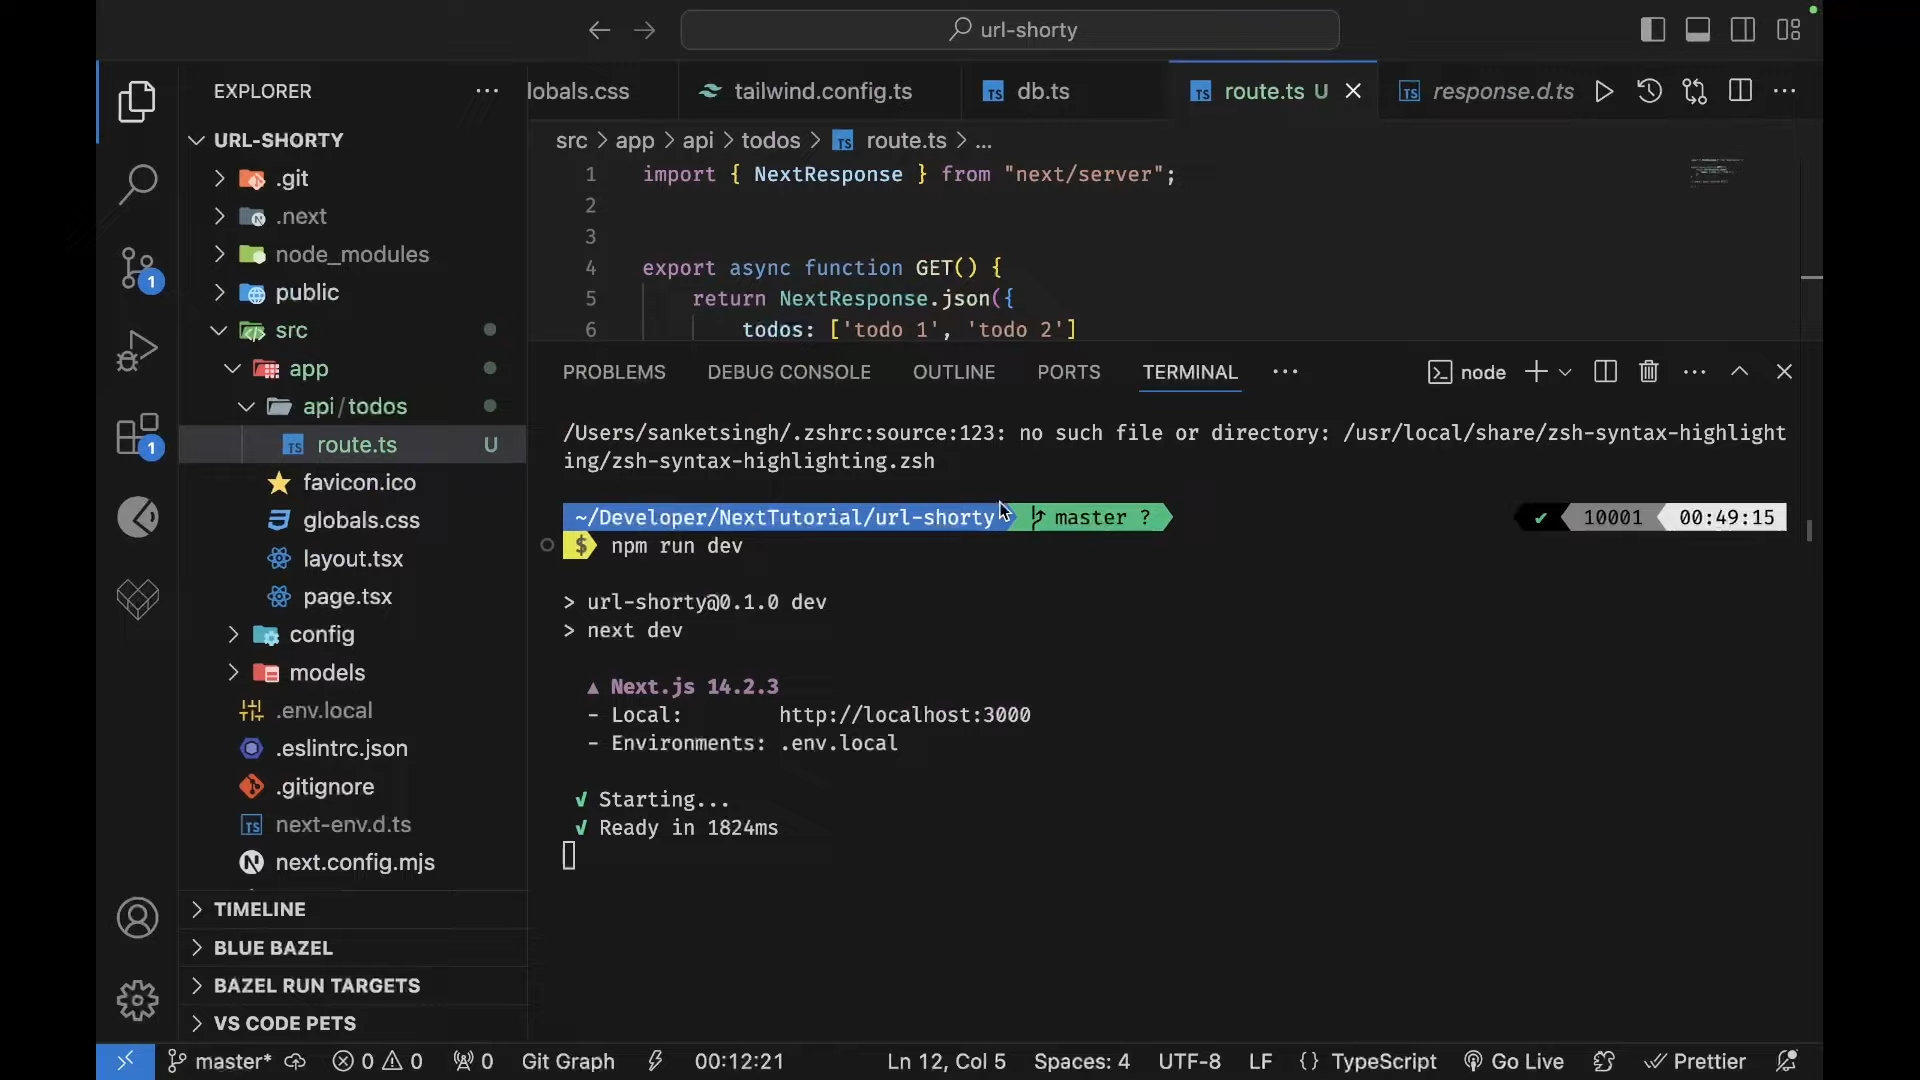 url-shorty
EXPLORER
lobals.css
tailwind.config.ts
TS db.ts
TS route.ts U
TS response.d.ts
URL-SHORTY
src > app > api > todos > TS route.ts > ...
.git
.next
node_modules
public
src
app
api/todos
TS route.ts U
favicon.ico
globals.css
layout.tsx
page.tsx
config
models
.env.local
.eslintrc.json
.gitignore
TS next-env.d.ts
N next.config.mjs
TIMELINE
BLUE BAZEL
BAZEL RUN TARGETS
VS CODE PETS
1
1
1 import { NextResponse } from "next/server";
2
3
4 export async function GET() {
5 return NextResponse.json({
6 todos: ['todo 1', 'todo 2']
PROBLEMS
DEBUG CONSOLE
OUTLINE
PORTS
TERMINAL
node
/Users/sanketsingh/.zshrc:source:123: no such file or directory: /usr/local/share/zsh-syntax-highlight
ing/zsh-syntax-highlighting.zsh
~/Developer/NextTutorial/url-shorty master ? ✔ 10001 00:49:15
$ npm run dev
> url-shorty@0.1.0 dev
> next dev
▲ Next.js 14.2.3
- Local: http://localhost:3000
- Environments: .env.local
✓ Starting...
✓ Ready in 1824ms
master* 0 0 0 Git Graph 00:12:21 Ln 12, Col 5 Spaces: 4 UTF-8 LF {} TypeScript Go Live Prettier